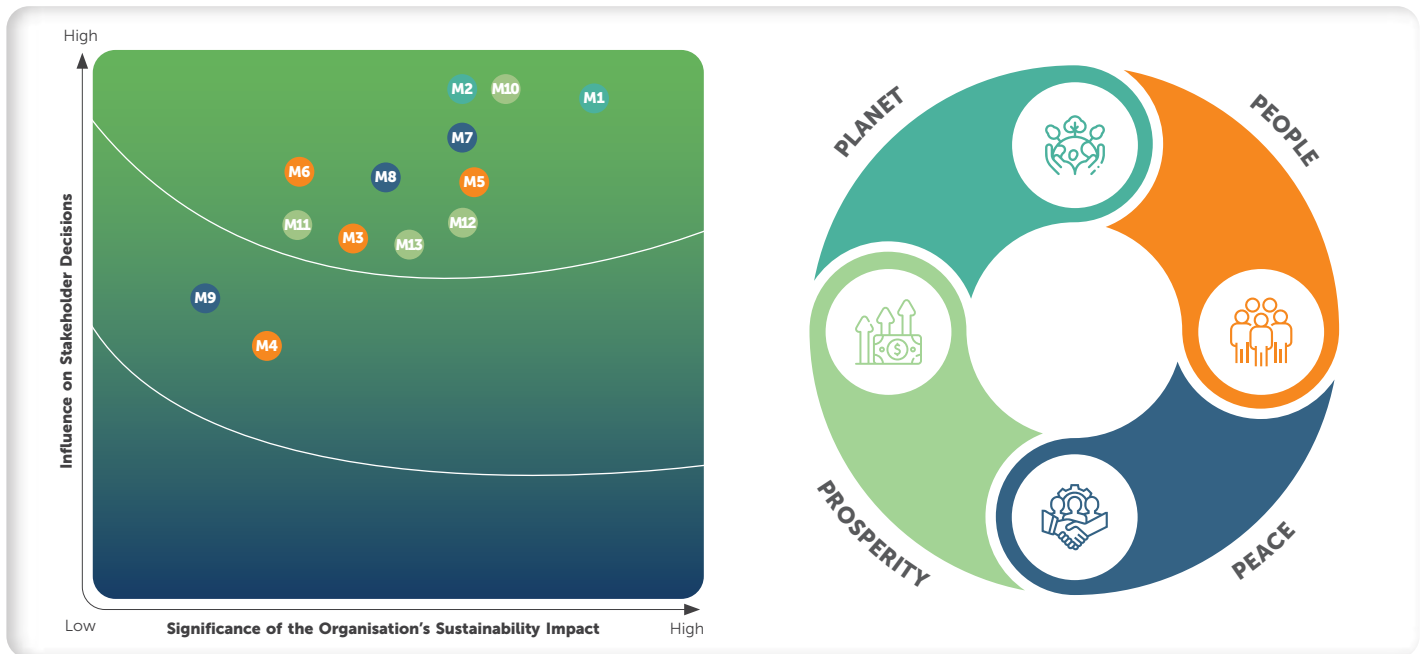 High
M2
M10
M1
M7
M6
M8
M5
M11
M12
M3
M13
M9
M4
Influence on Stakeholder Decisions
Low
Significance of the Organisation’s Sustainability Impact
High
PLANET
PEOPLE
$
PROSPERITY
PEACE